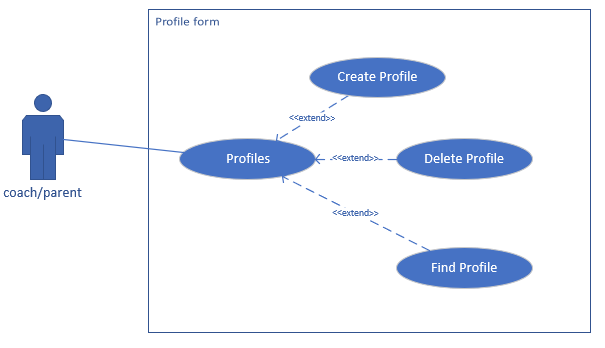 Profile form
Create Profile
<<extend>>
Profiles
<<extend>>
Delete Profile
coach/parent
<<extend>>
Find Profile